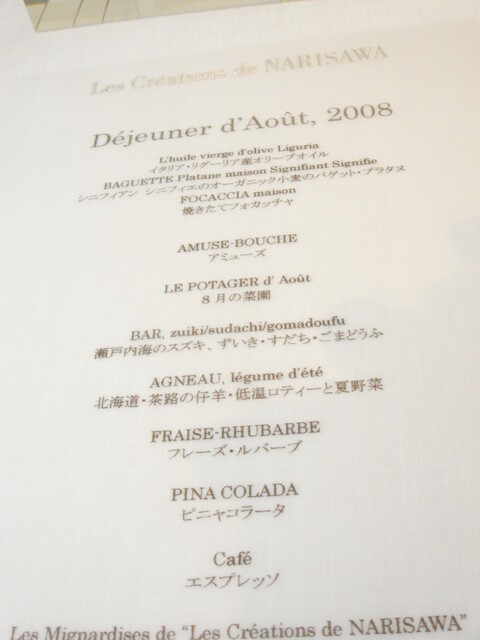 Les Créations de NARISAWA
Déjeuner d'Août, 2008
L'huile vierge d'olive Liguria
イタリア・リグーリア産オリーブオイル
BAGUETTE Platane maison Signifiant Signifie
シニフィアン シニフィエのオーガニック小麦のバゲット・プラタヌ
FOCACCIA maison
焼きたてフォカッチャ
AMUSE-BOUCHE
アミューズ
LE POTAGER d' Août
8月の菜園
BAR, zuiki/sudachi/gomadoufu
瀬戸内海のスズキ、ずいき・すだち・ごまどうふ
AGNEAU, légume d'été
北海道・茶路の仔羊・低温ロティーと夏野菜
FRAISE-RHUBARBE
フレーズ・ルバーブ
PINA COLADA
ピニャコラータ
Café
エスプレッソ
Les Mignardises de "Les Créations de NARISAWA"